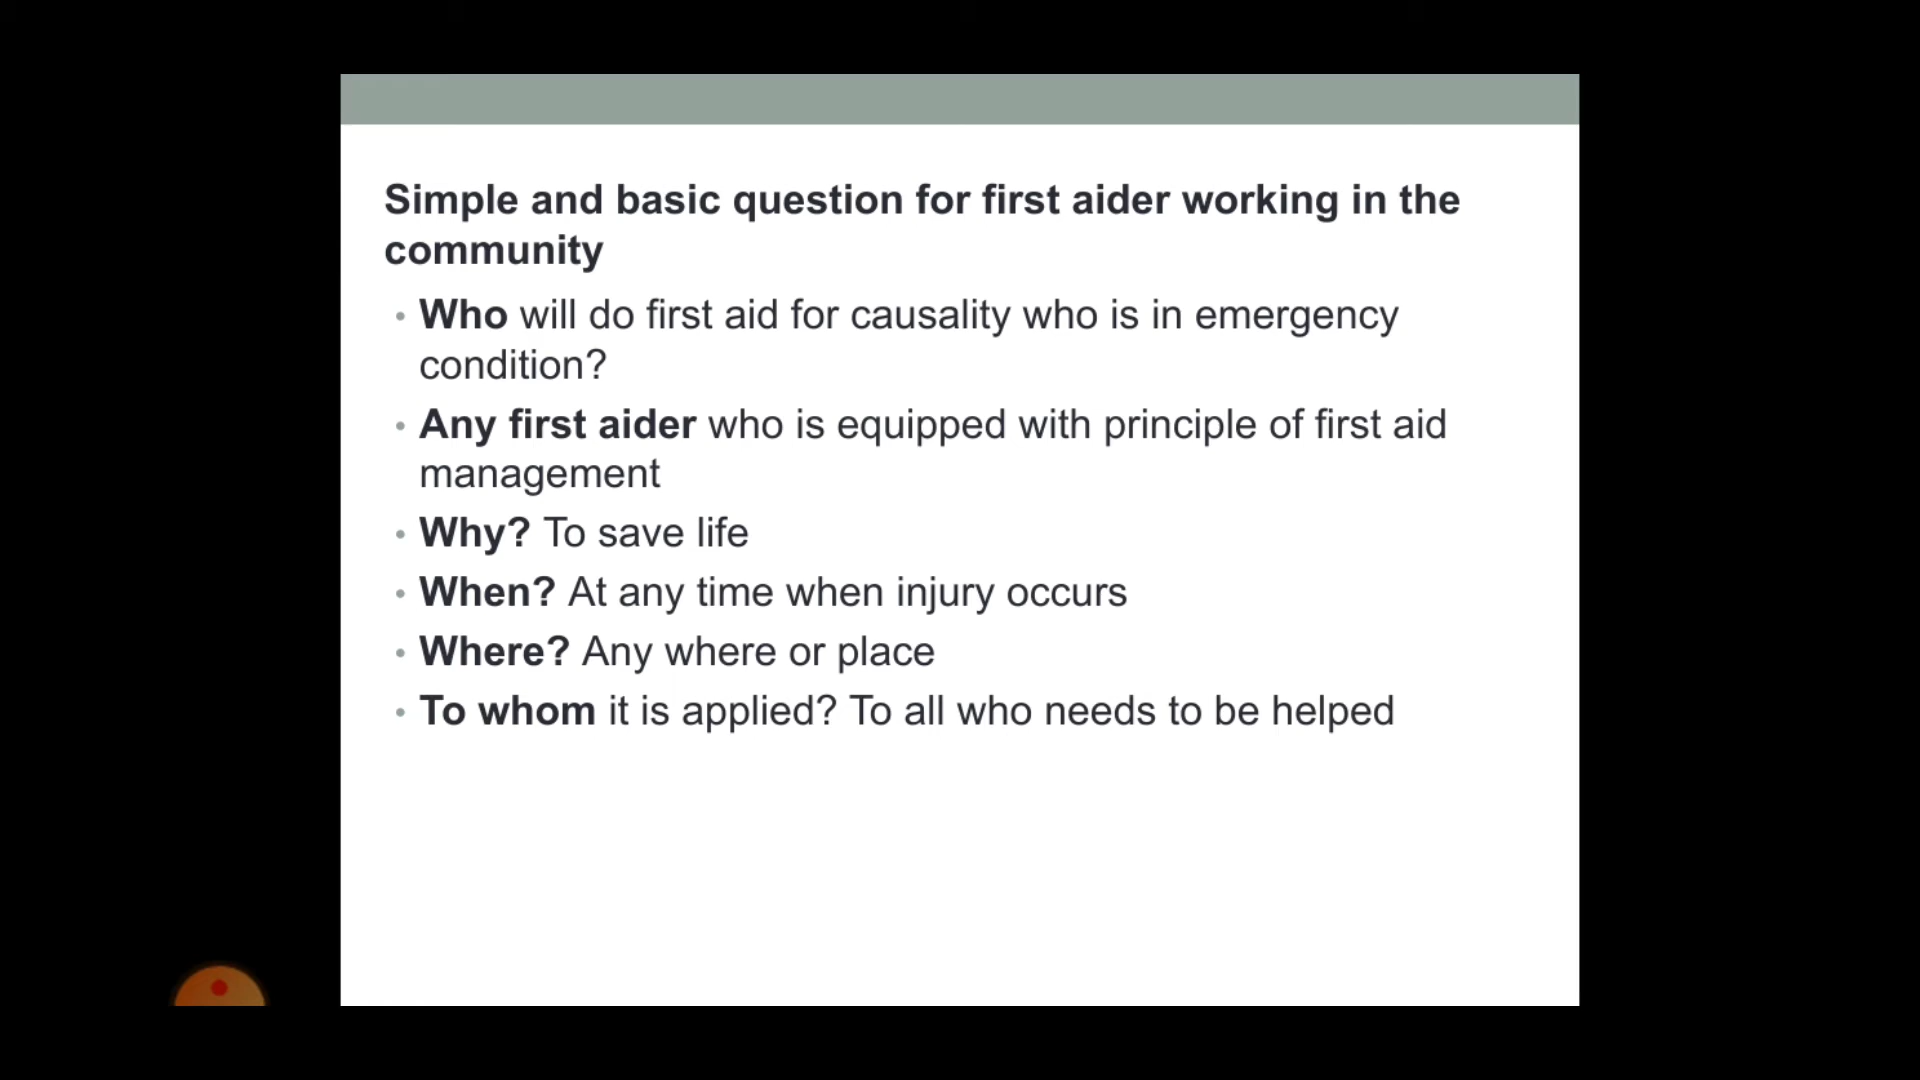 Simple and basic question for first aider working in the
community
• Who will do first aid for causality who is in emergency
condition?
• Any first aider who is equipped with principle of first aid
management
• Why? To save life
• When? At any time when injury occurs
• Where? Any where or place
• To whom it is applied? To all who needs to be helped